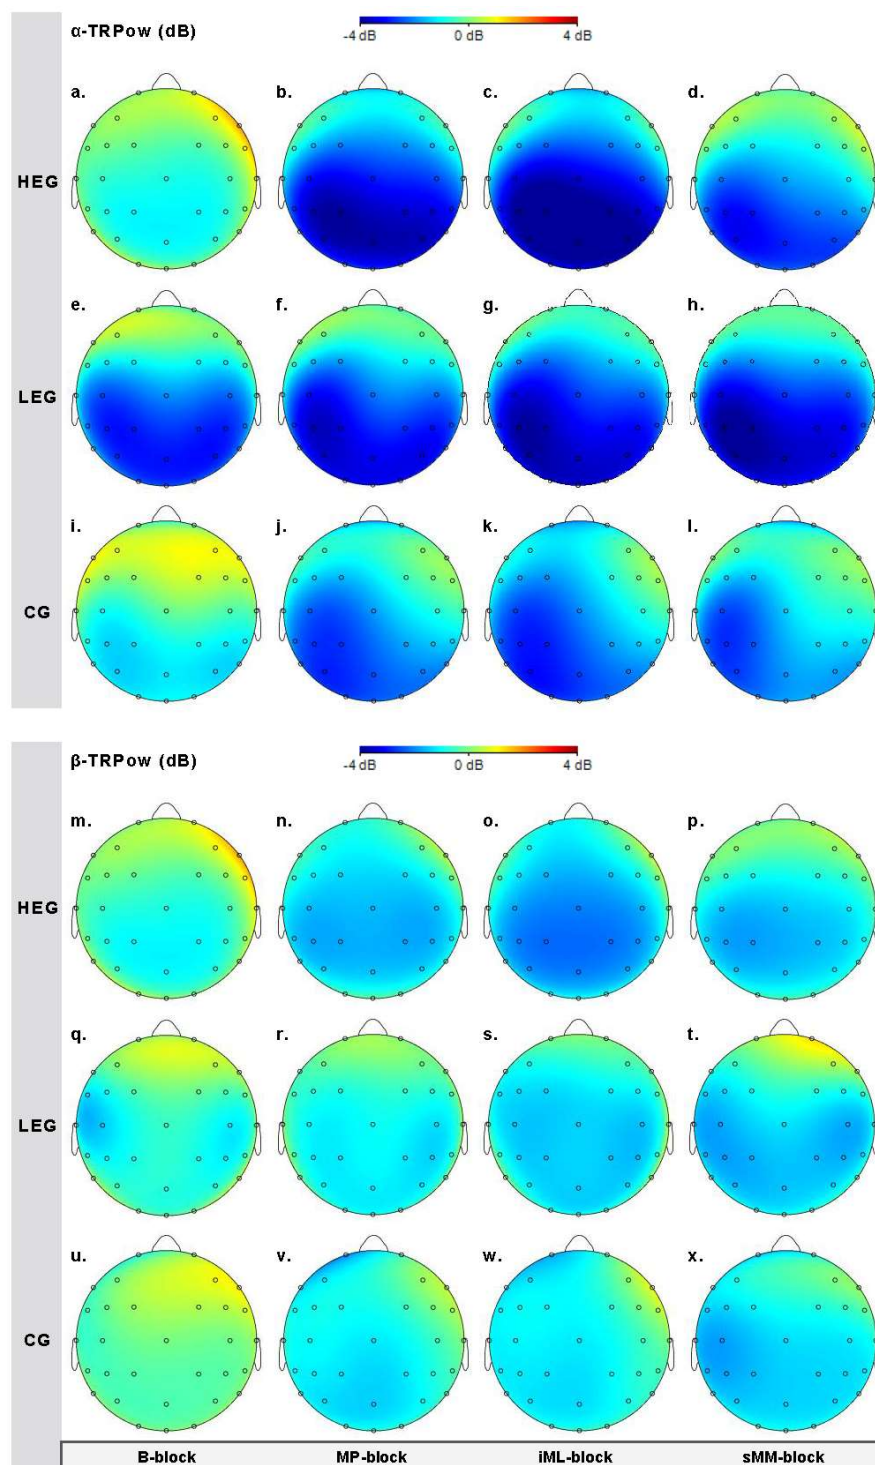 α-TRPow (dB)
-4 dB 0 dB 4 dB
a. b. c. d.
HEG
e. f. g. h.
LEG
i. j. k. l.
CG
β-TRPow (dB)
-4 dB 0 dB 4 dB
m. n. o. p.
HEG
q. r. s. t.
LEG
u. v. w. x.
CG
B-block MP-block iML-block sMM-block